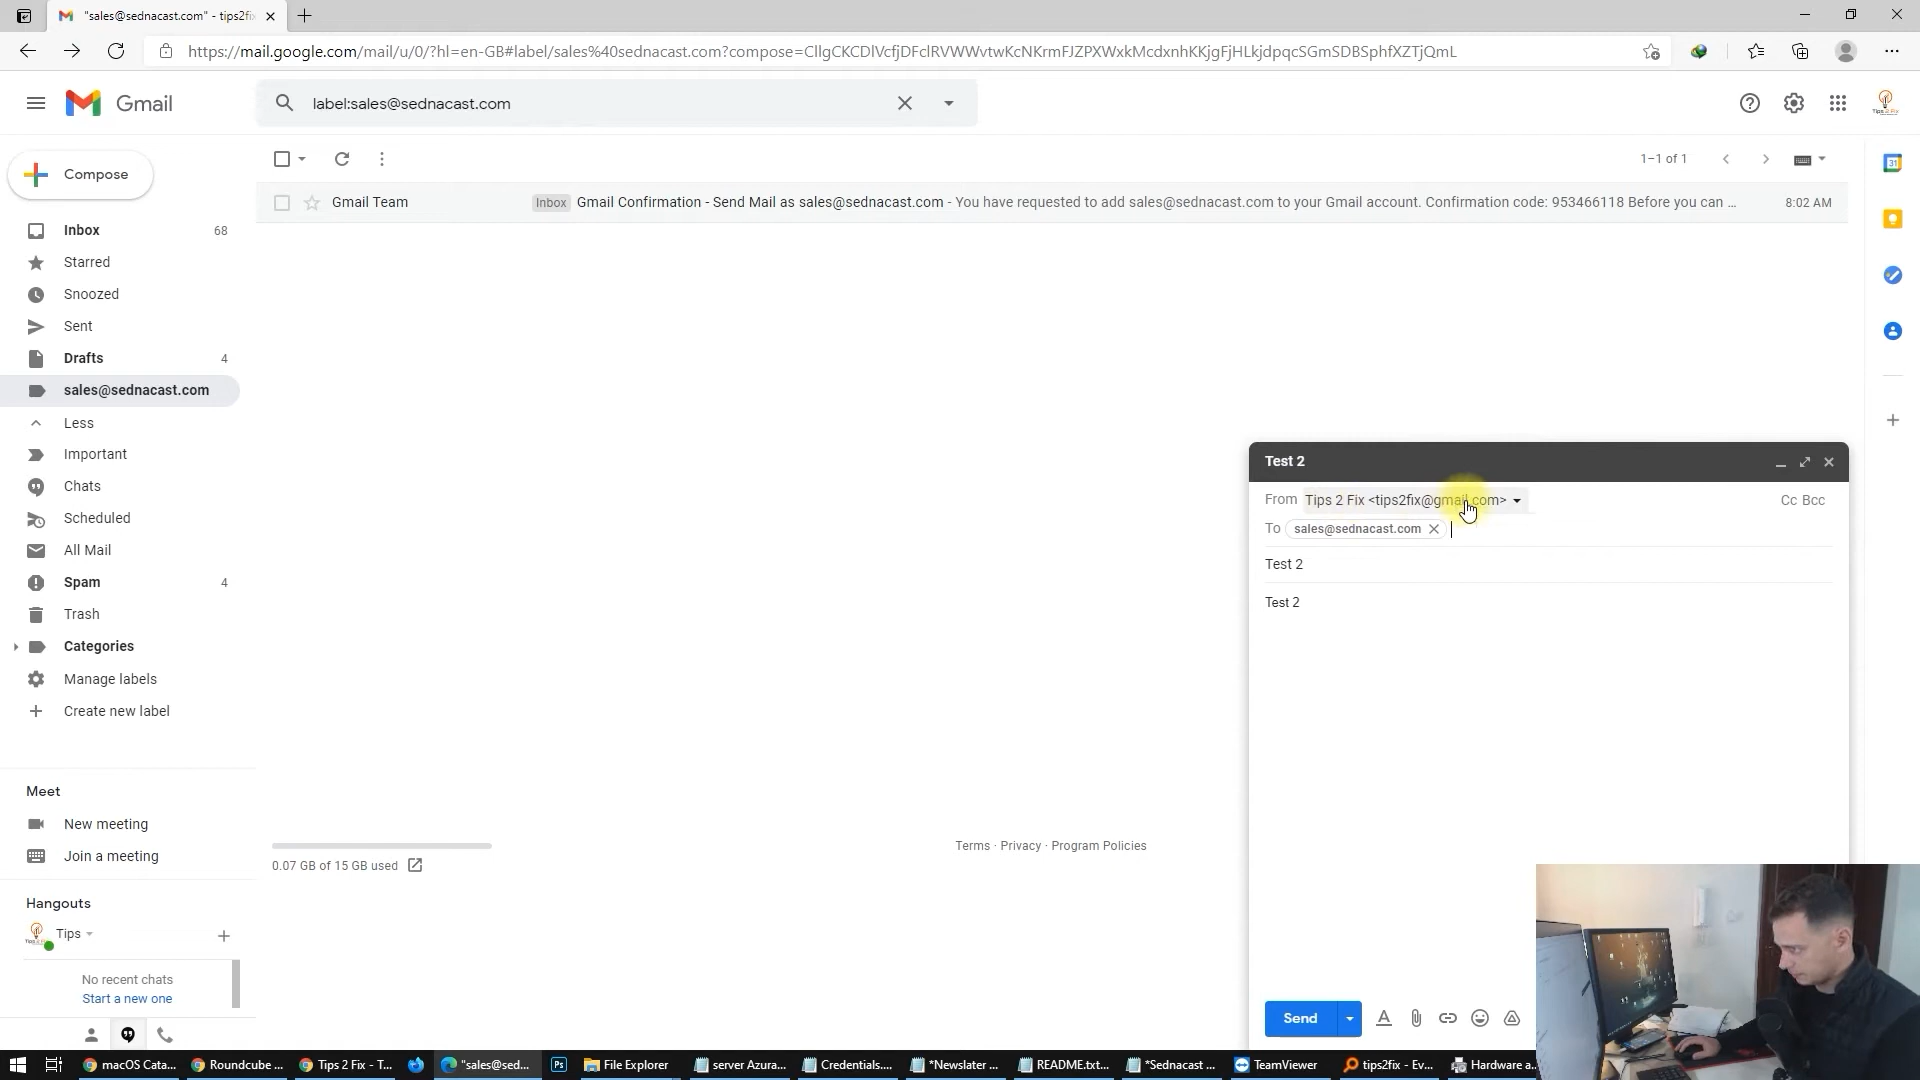 "sales@sednacast.com" - tips2fi
https://mail.google.com/mail/u/0/?hl=en-GB#label/sales%40sednacast.com?compose=CllgCKCDlVcfjDFclRVWWvtwKcNKrmFJZPXWxkMcdxnhKKjgFjHLkjdpqcSGmSDBSphfXZTjQmL
Gmail
label:sales@sednacast.com
Compose
1–1 of 1
Gmail Team
Inbox
Gmail Confirmation - Send Mail as sales@sednacast.com - You have requested to add sales@sednacast.com to your Gmail account. Confirmation code: 953466118 Before you can ...
8:02 AM
Inbox 68
Starred
Snoozed
Sent
Drafts 4
sales@sednacast.com
Less
Important
Chats
Scheduled
All Mail
Spam 4
Trash
Categories
Manage labels
Create new label
Meet
New meeting
Join a meeting
Hangouts
Tips
No recent chats
Start a new one
0.07 GB of 15 GB used
Terms · Privacy · Program Policies
31
Test 2
From Tips 2 Fix <tips2fix@gmail.com>
Cc Bcc
To sales@sednacast.com
Test 2
Test 2
Send
macOS Cata...
Roundcube ...
Tips 2 Fix - T...
"sales@sed...
Ps
File Explorer
server Azura...
Credentials....
*Newslater ...
README.txt...
*Sednacast ...
TeamViewer
tips2fix - Ev...
Hardware a...